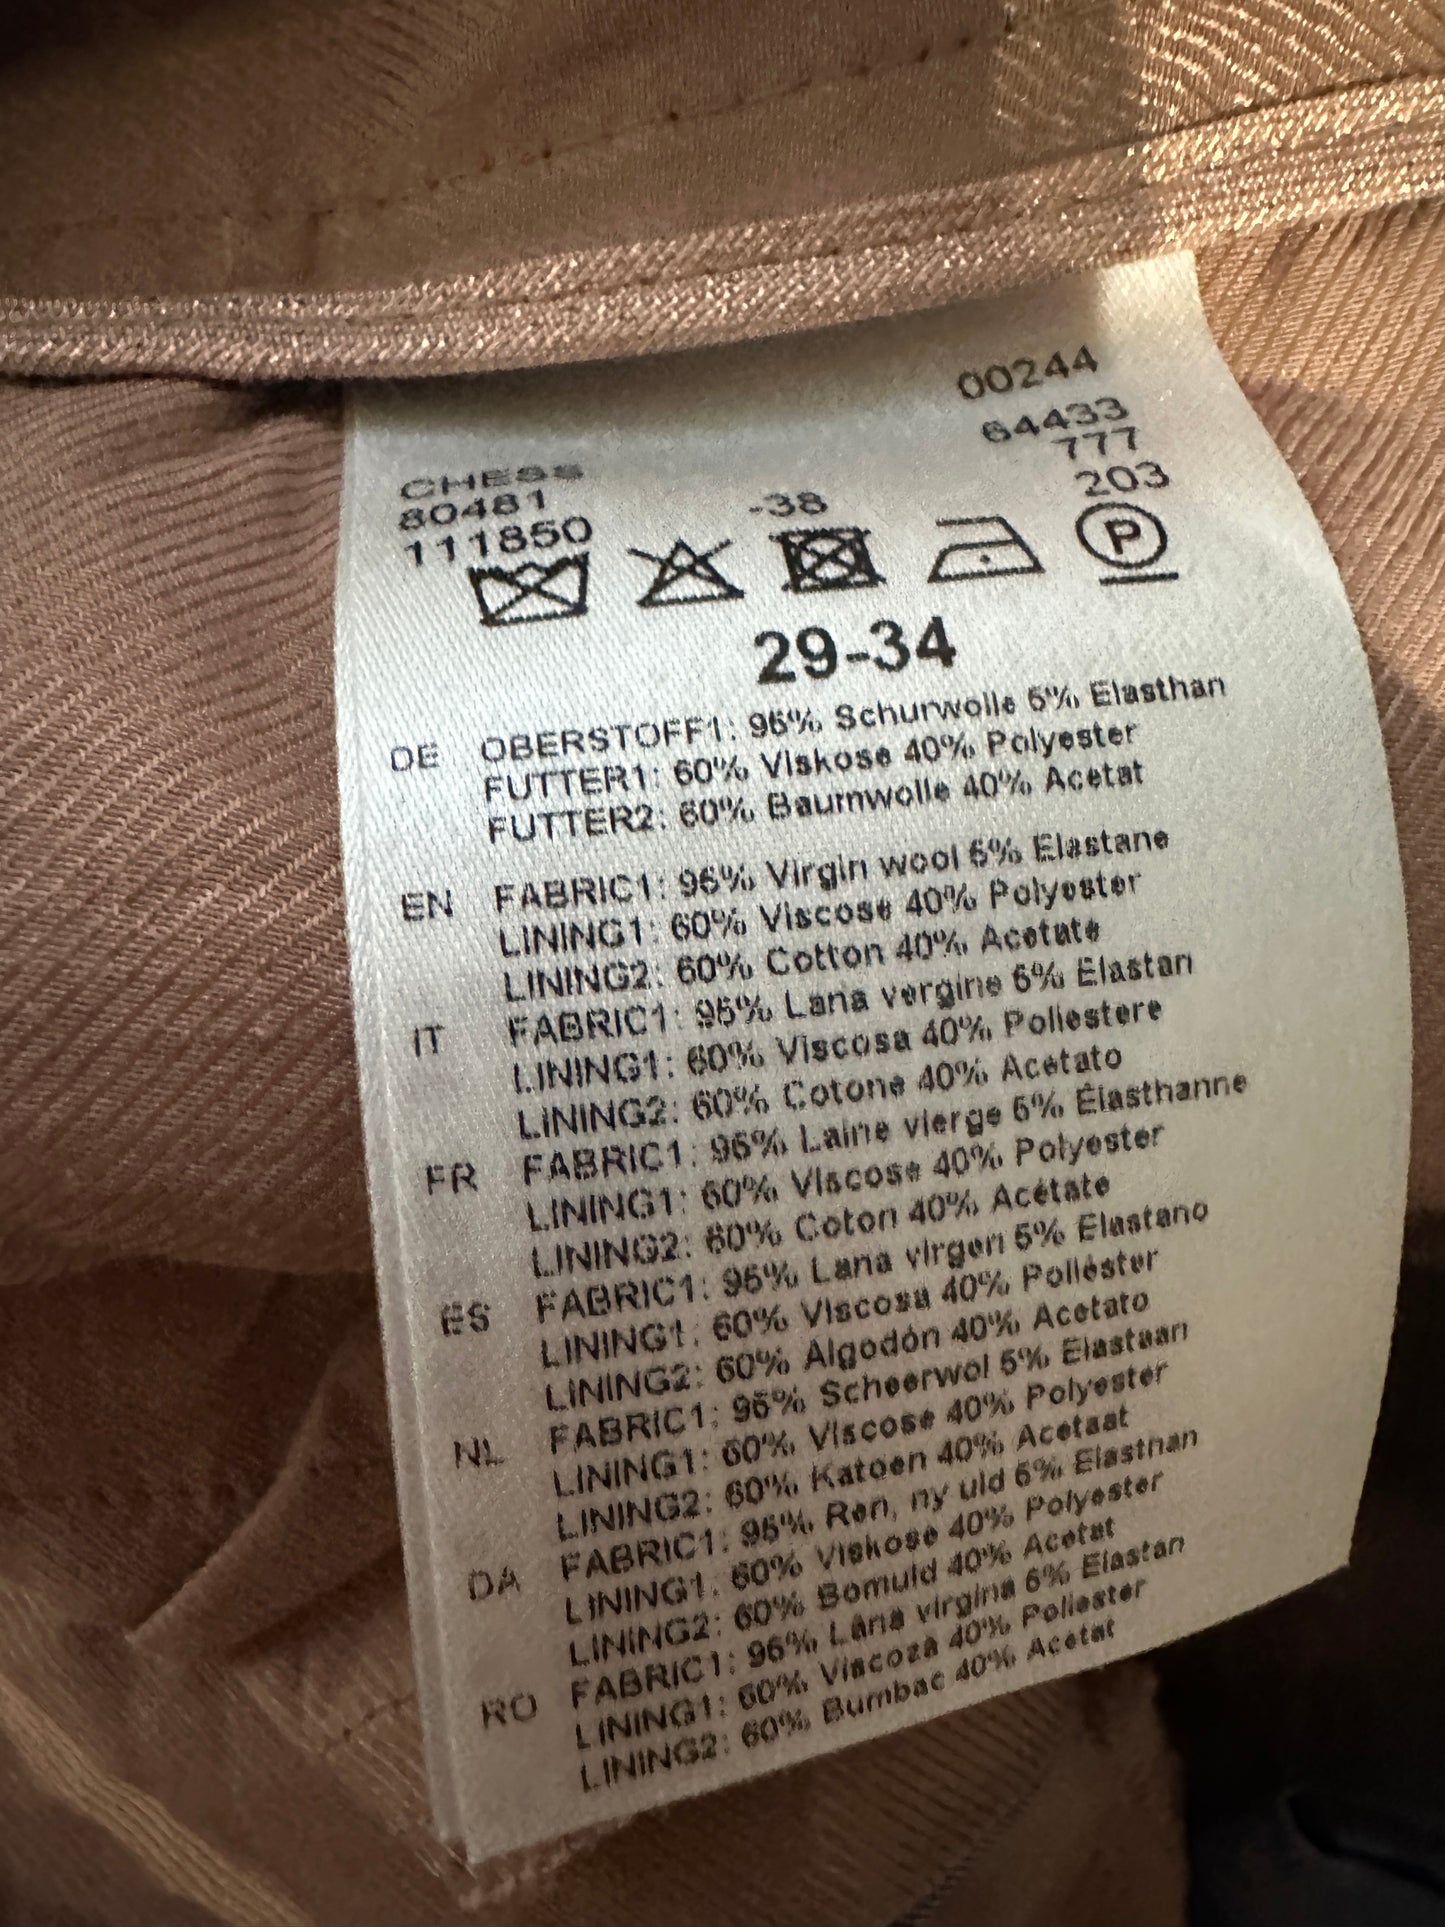 00244
64433
777
203
CHESS
80481
111850
-38
P
29-34
DE OBERSTOFF1: 95% Schurwolle 5% Elasthan
FUTTER1: 60% Viskose 40% Polyester
FUTTER2: 60% Baumwolle 40% Acetat
EN FABRIC1: 95% Virgin wool 5% Elastane
LINING1: 60% Viscose 40% Polyester
LINING2: 60% Cotton 40% Acetate
IT FABRIC1: 95% Lana vergine 5% Elastan
LINING1: 60% Viscosa 40% Poliestere
LINING2: 60% Cotone 40% Acetato
FR FABRIC1: 95% Laine vierge 5% Élasthanne
LINING1: 60% Viscose 40% Polyester
LINING2: 60% Coton 40% Acétate
ES FABRIC1: 95% Lana virgen 5% Elastano
LINING1: 60% Viscosa 40% Poliéster
LINING2: 60% Algodón 40% Acetato
NL FABRIC1: 95% Scheerwol 5% Elastaan
LINING1: 60% Viscose 40% Polyester
LINING2: 60% Katoen 40% Acetaat
DA FABRIC1: 95% Ren, ny uld 5% Elasthan
LINING1: 60% Viskose 40% Polyester
LINING2: 60% Bomuld 40% Acetat
RO FABRIC1: 95% Lână virgină 5% Elastan
LINING1: 60% Viscoza 40% Poliester
LINING2: 60% Bumbac 40% Acetat